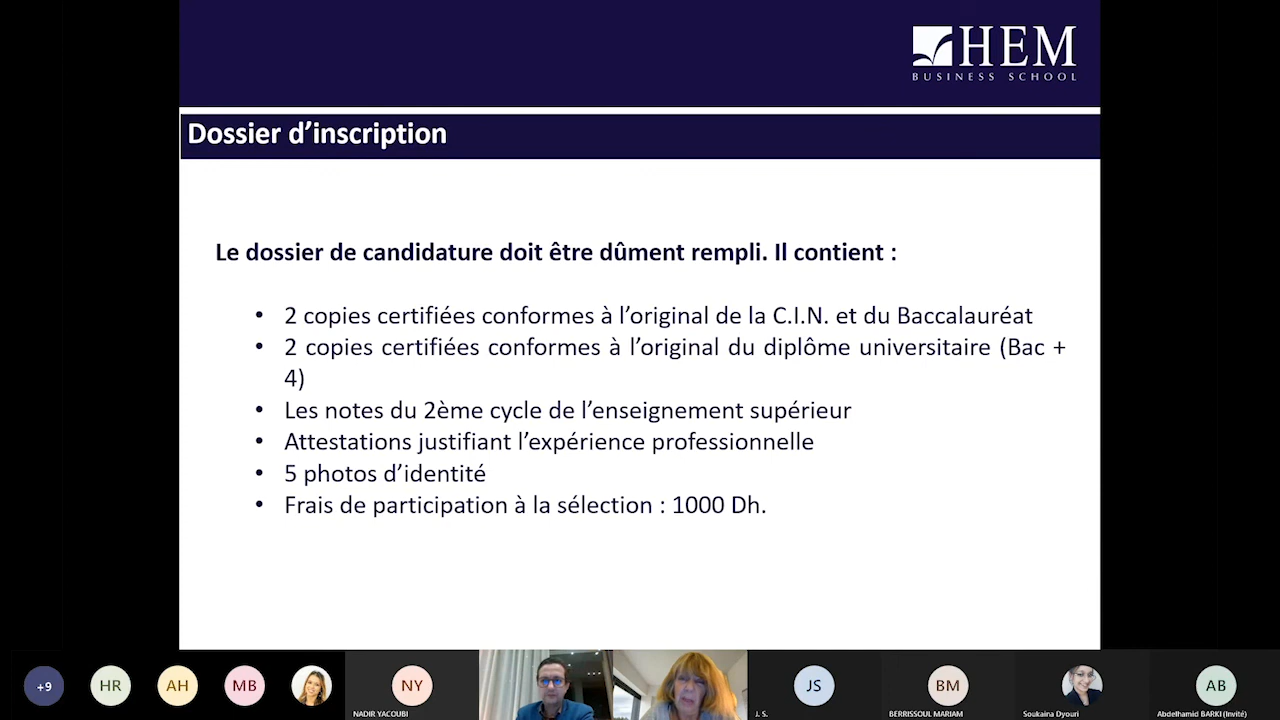 HEM
BUSINESS SCHOOL
Dossier d’inscription
Le dossier de candidature doit être dûment rempli. Il contient :
• 2 copies certifiées conformes à l’original de la C.I.N. et du Baccalauréat
• 2 copies certifiées conformes à l’original du diplôme universitaire (Bac +
4)
• Les notes du 2ème cycle de l’enseignement supérieur
• Attestations justifiant l’expérience professionnelle
• 5 photos d’identité
• Frais de participation à la sélection : 1000 Dh.
+9 HR AH MB NY JS BM AB
NADIR YACOUBI J. S. BERRISSOUL MARIAM Soukaina Dyouri Abdelhamid BARKI (Invité)